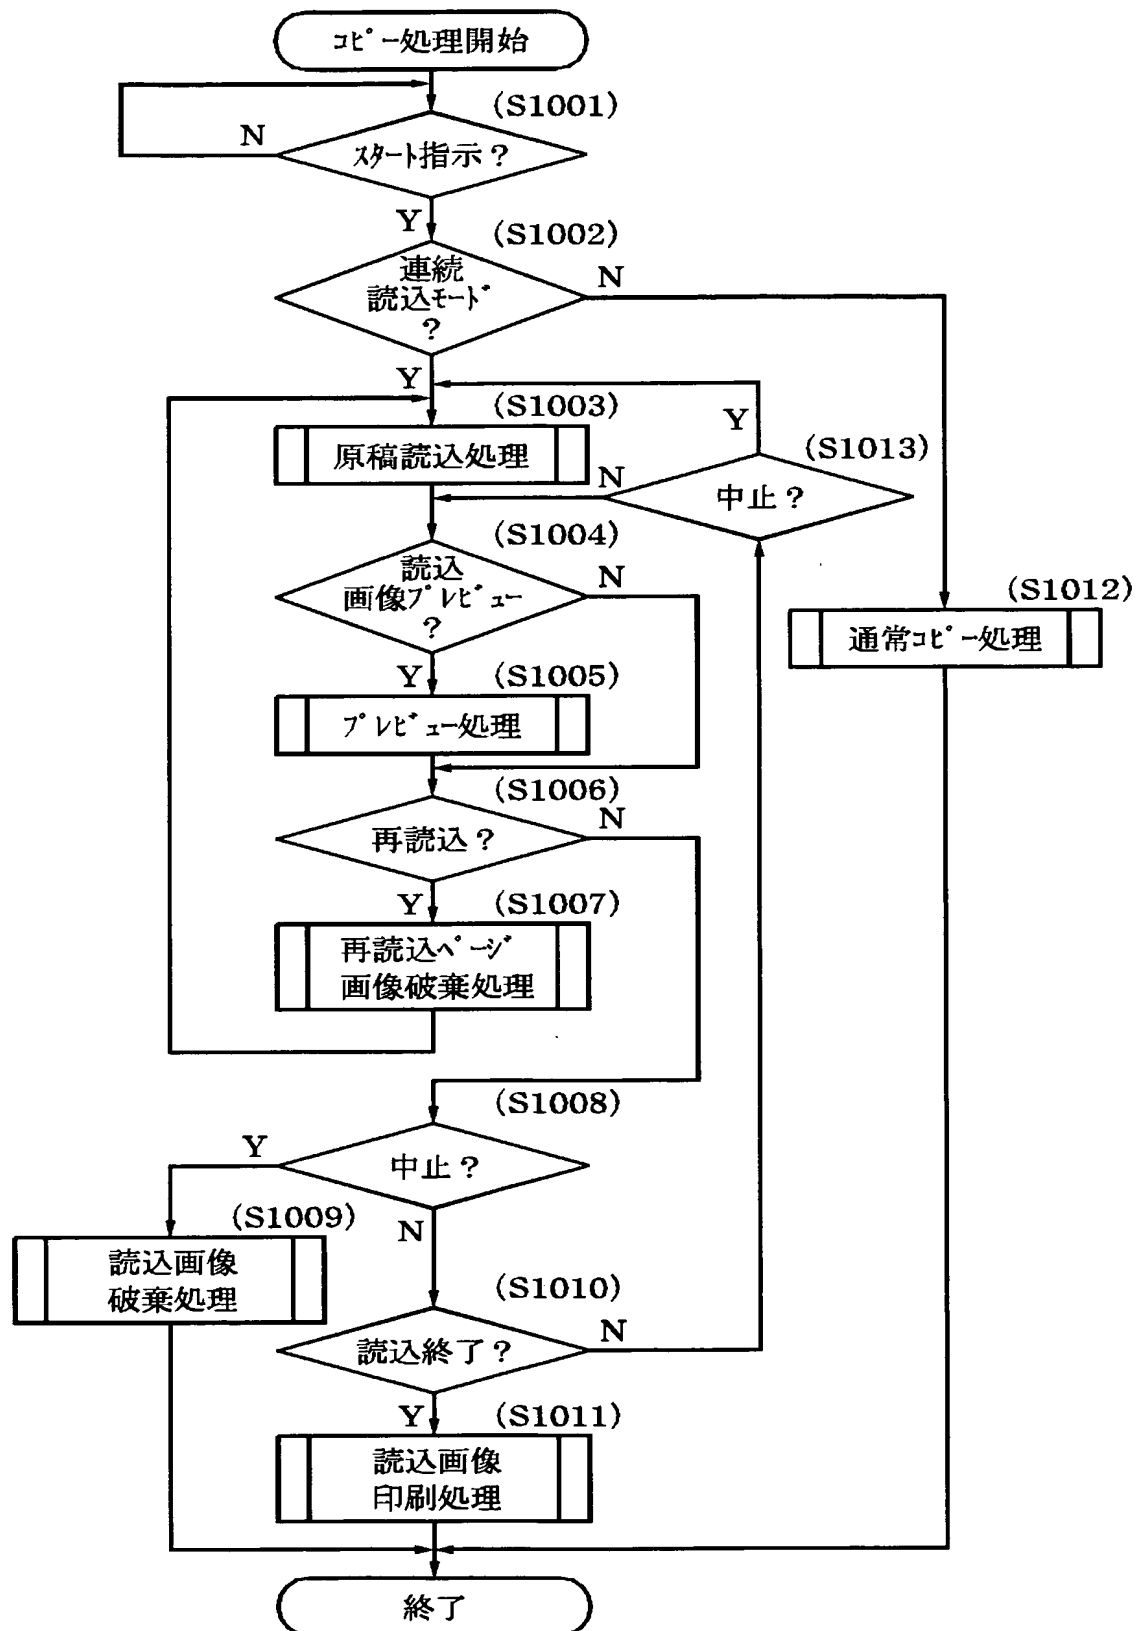 コピー処理開始
(S1001)
N
スタート指示?
Y
(S1002)
連続
読込モード
?
N
Y
(S1003)
原稿読込処理
Y
(S1013)
中止?
N
(S1004)
読込
画像プレビュー
?
N
(S1012)
通常コピー処理
Y
(S1005)
プレビュー処理
(S1006)
再読込?
N
Y
(S1007)
再読込ページ
画像破棄処理
(S1008)
Y
中止?
N
(S1009)
読込画像
破棄処理
(S1010)
読込終了?
N
Y
(S1011)
読込画像
印刷処理
終了